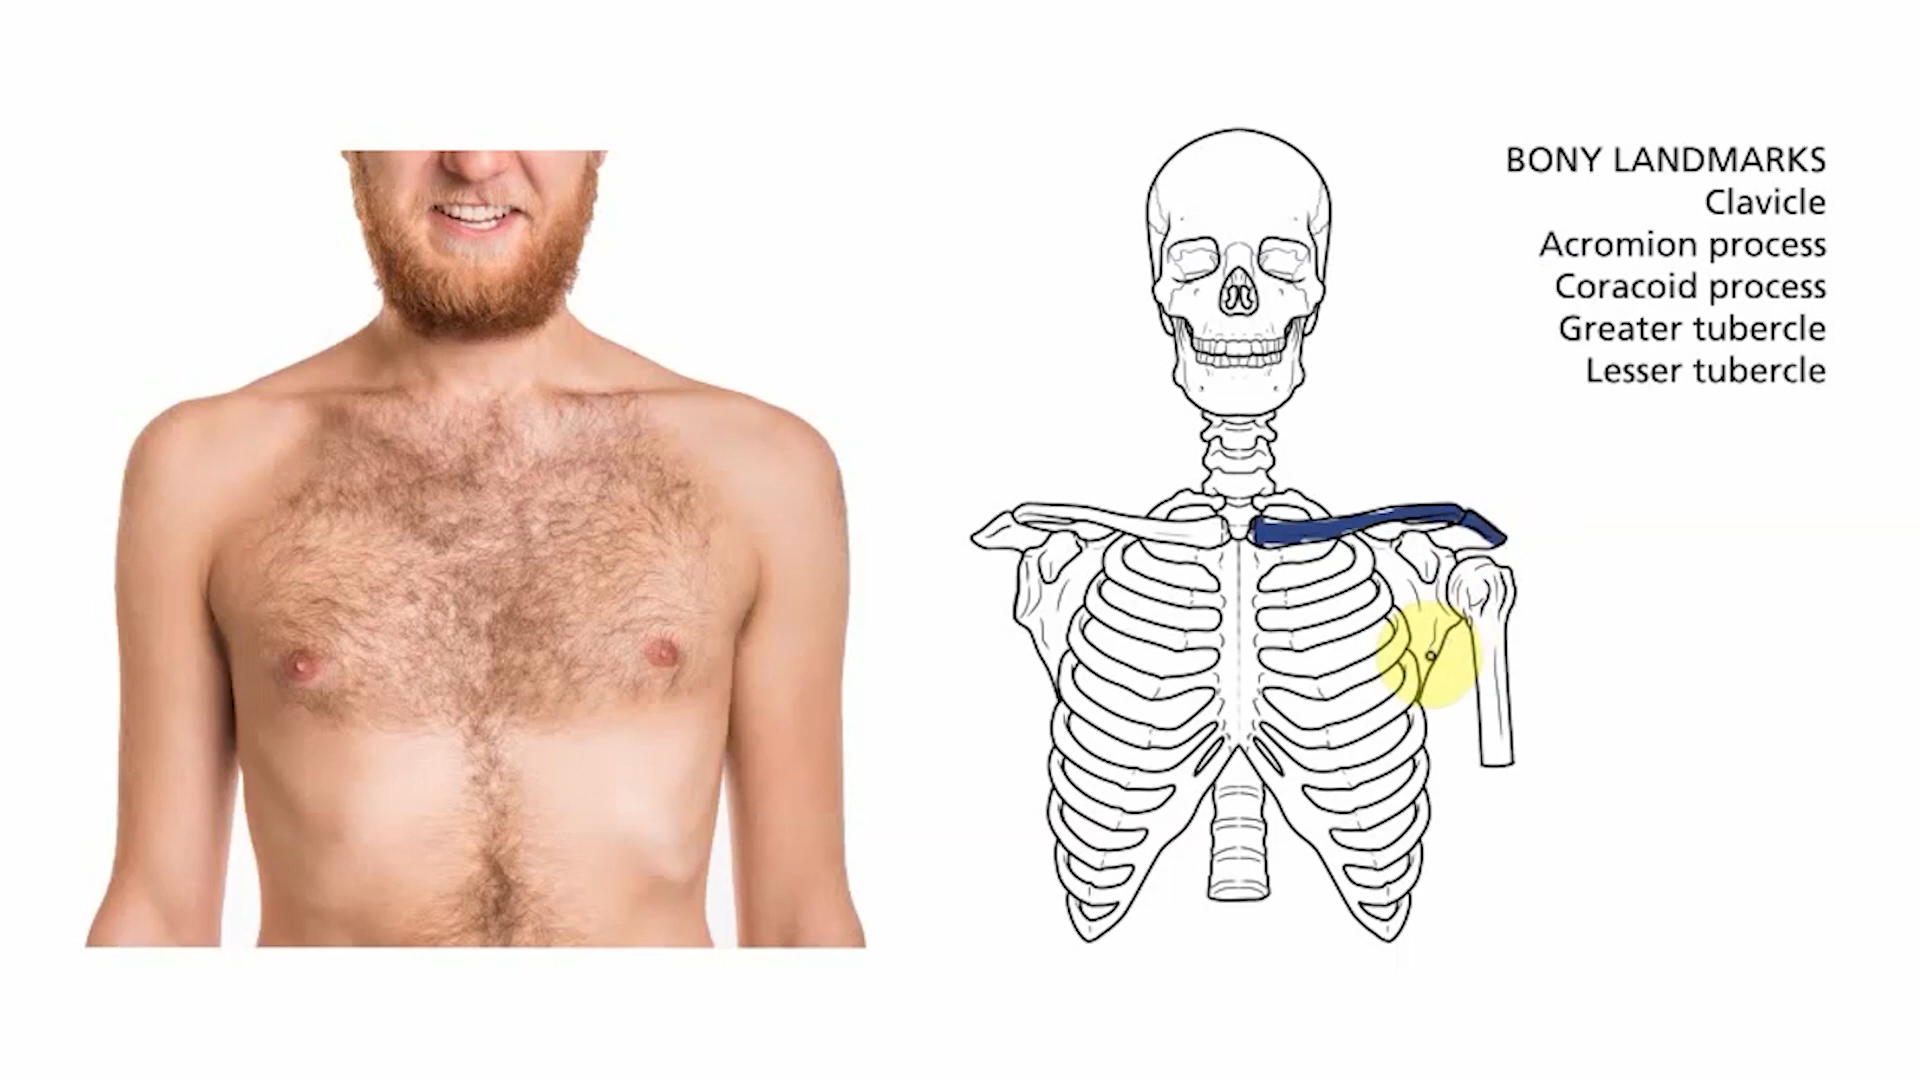 BONY LANDMARKS
Clavicle
Acromion process
Coracoid process
Greater tubercle
Lesser tubercle